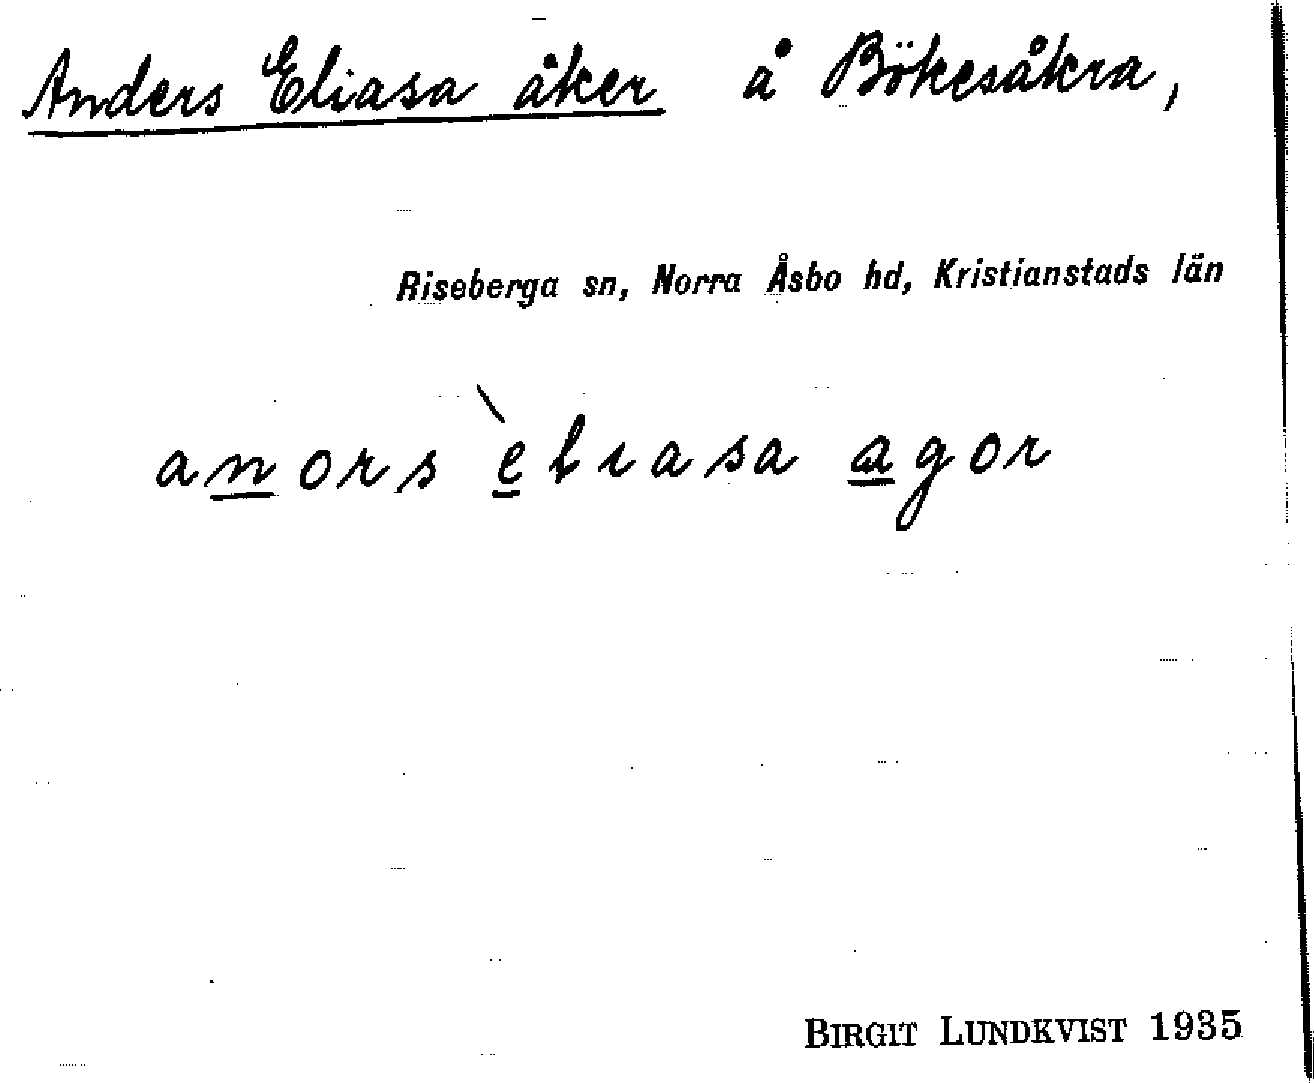 Anders Eliasa åker å Bökesåkra,
Riseberga sn, Norra Åsbo hd, Kristianstads län
anors èliasa agor
BIRGIT LUNDKVIST 1935